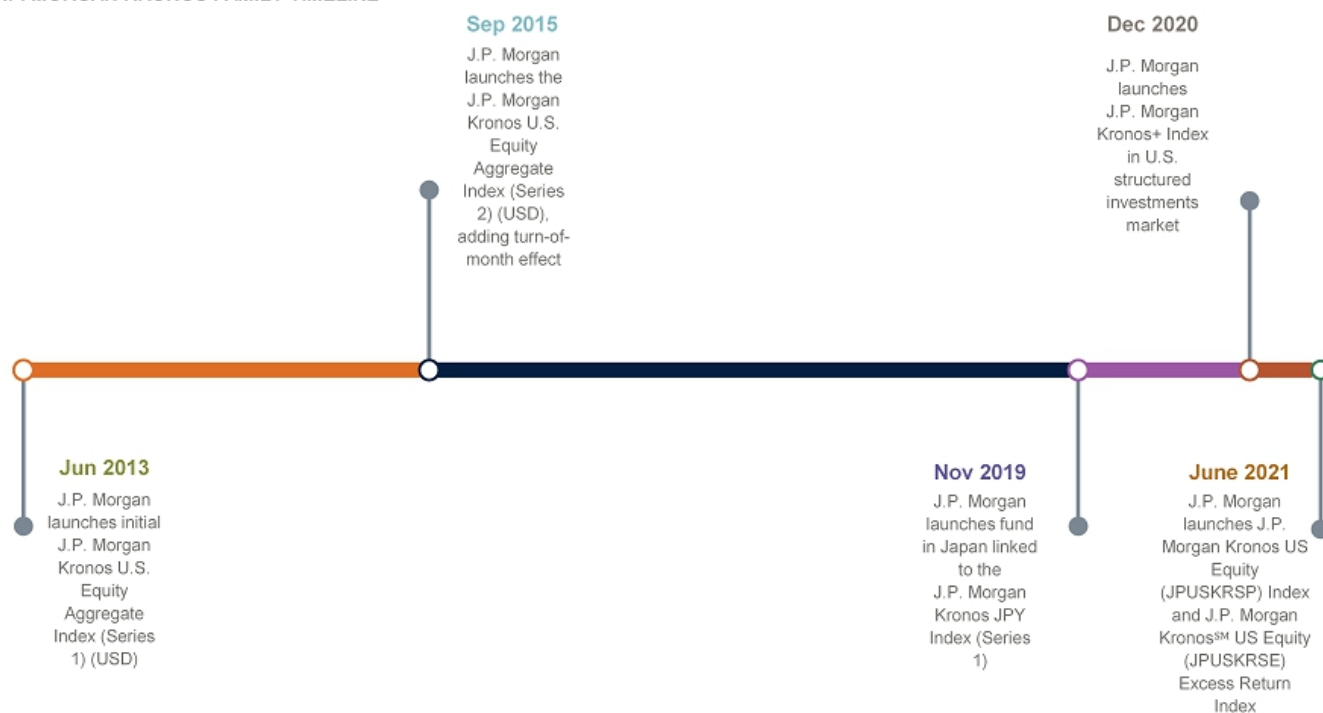 Sep 2015
J.P. Morgan
launches the
J.P. Morgan
Kronos U.S.
Equity
Aggregate
Index (Series
2) (USD),
adding turn-of-
month effect
Dec 2020
J.P. Morgan
launches
J.P. Morgan
Kronos+ Index
in U.S.
structured
investments
market
Jun 2013
J.P. Morgan
launches initial
J.P. Morgan
Kronos U.S.
Equity
Aggregate
Index (Series
1) (USD)
Nov 2019
J.P. Morgan
launches fund
in Japan linked
to the
J.P. Morgan
Kronos JPY
Index (Series
1)
June 2021
J.P. Morgan
launches J.P.
Morgan Kronos US
Equity
(JPUSKRSP) Index
and J.P. Morgan
Kronos℠ US Equity
(JPUSKRSE)
Excess Return
Index